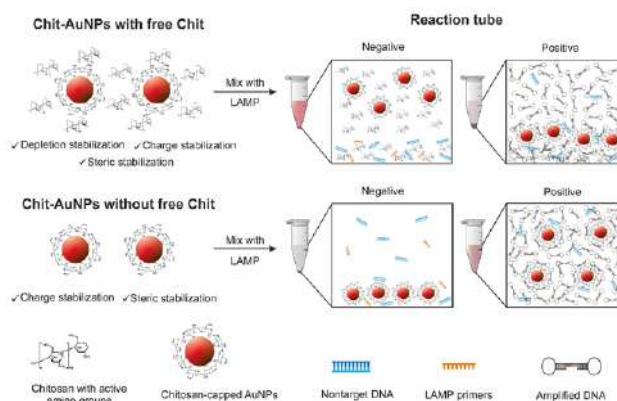 Chit-AuNPs with free Chit
Reaction tube
Negative
Positive
Mix with
LAMP
✓Depletion stabilization ✓Charge stabilization
✓Steric stabilization
Chit-AuNPs without free Chit
Negative
Positive
Mix with
LAMP
✓Charge stabilization ✓Steric stabilization
Chitosan with active
amino groups
Chitosan-capped AuNPs
Nontarget DNA
LAMP primers
Amplified DNA